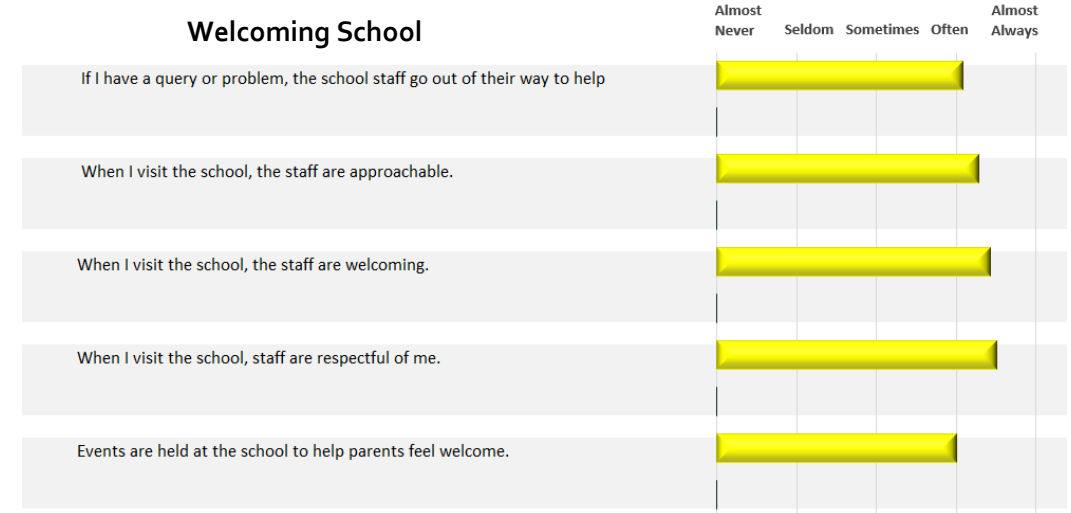 Welcoming School
Almost Never
Seldom
Sometimes
Often
Almost Always
If I have a query or problem, the school staff go out of their way to help
When I visit the school, the staff are approachable.
When I visit the school, the staff are welcoming.
When I visit the school, staff are respectful of me.
Events are held at the school to help parents feel welcome.